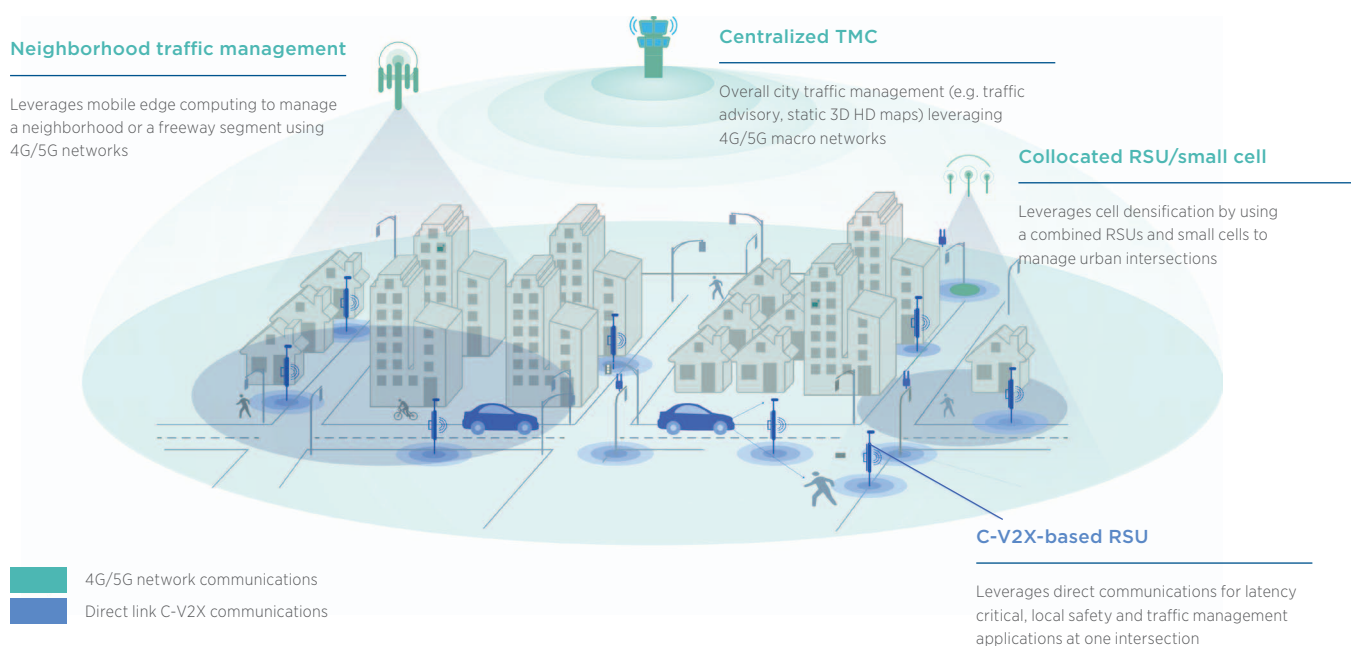 Neighborhood traffic management
Leverages mobile edge computing to manage
a neighborhood or a freeway segment using
4G/5G networks
Centralized TMC
Overall city traffic management (e.g. traffic
advisory, static 3D HD maps) leveraging
4G/5G macro networks
Collocated RSU/small cell
Leverages cell densification by using
a combined RSUs and small cells to
manage urban intersections
C-V2X-based RSU
Leverages direct communications for latency
critical, local safety and traffic management
applications at one intersection
4G/5G network communications
Direct link C-V2X communications